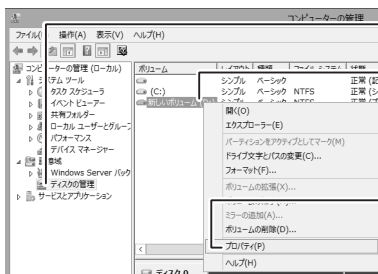 コンピューターの管理
ファイル(F) 操作(A) 表示(V) ヘルプ(H)
コンピューターの管理 (ローカル)
システム ツール
タスク スケジューラ
イベント ビューアー
共有フォルダー
ローカル ユーザーとグループ
パフォーマンス
デバイス マネージャー
記憶域
Windows Server バック
ディスクの管理
サービスとアプリケーション
ボリューム レイアウト 種類 ファイル システム 状態
シンプル ベーシック 正常
(C:) シンプル ベーシック NTFS 正常
新しいボリューム シンプル ベーシック NTFS 正常
開く(O)
エクスプローラー(E)
パーティションをアクティブとしてマーク(M)
ドライブ文字とパスの変更(C)...
フォーマット(F)...
ボリュームの拡張(X)...
ミラーの追加(A)...
ボリュームの削除(D)...
プロパティ(P)
ヘルプ(H)
ディスク 0